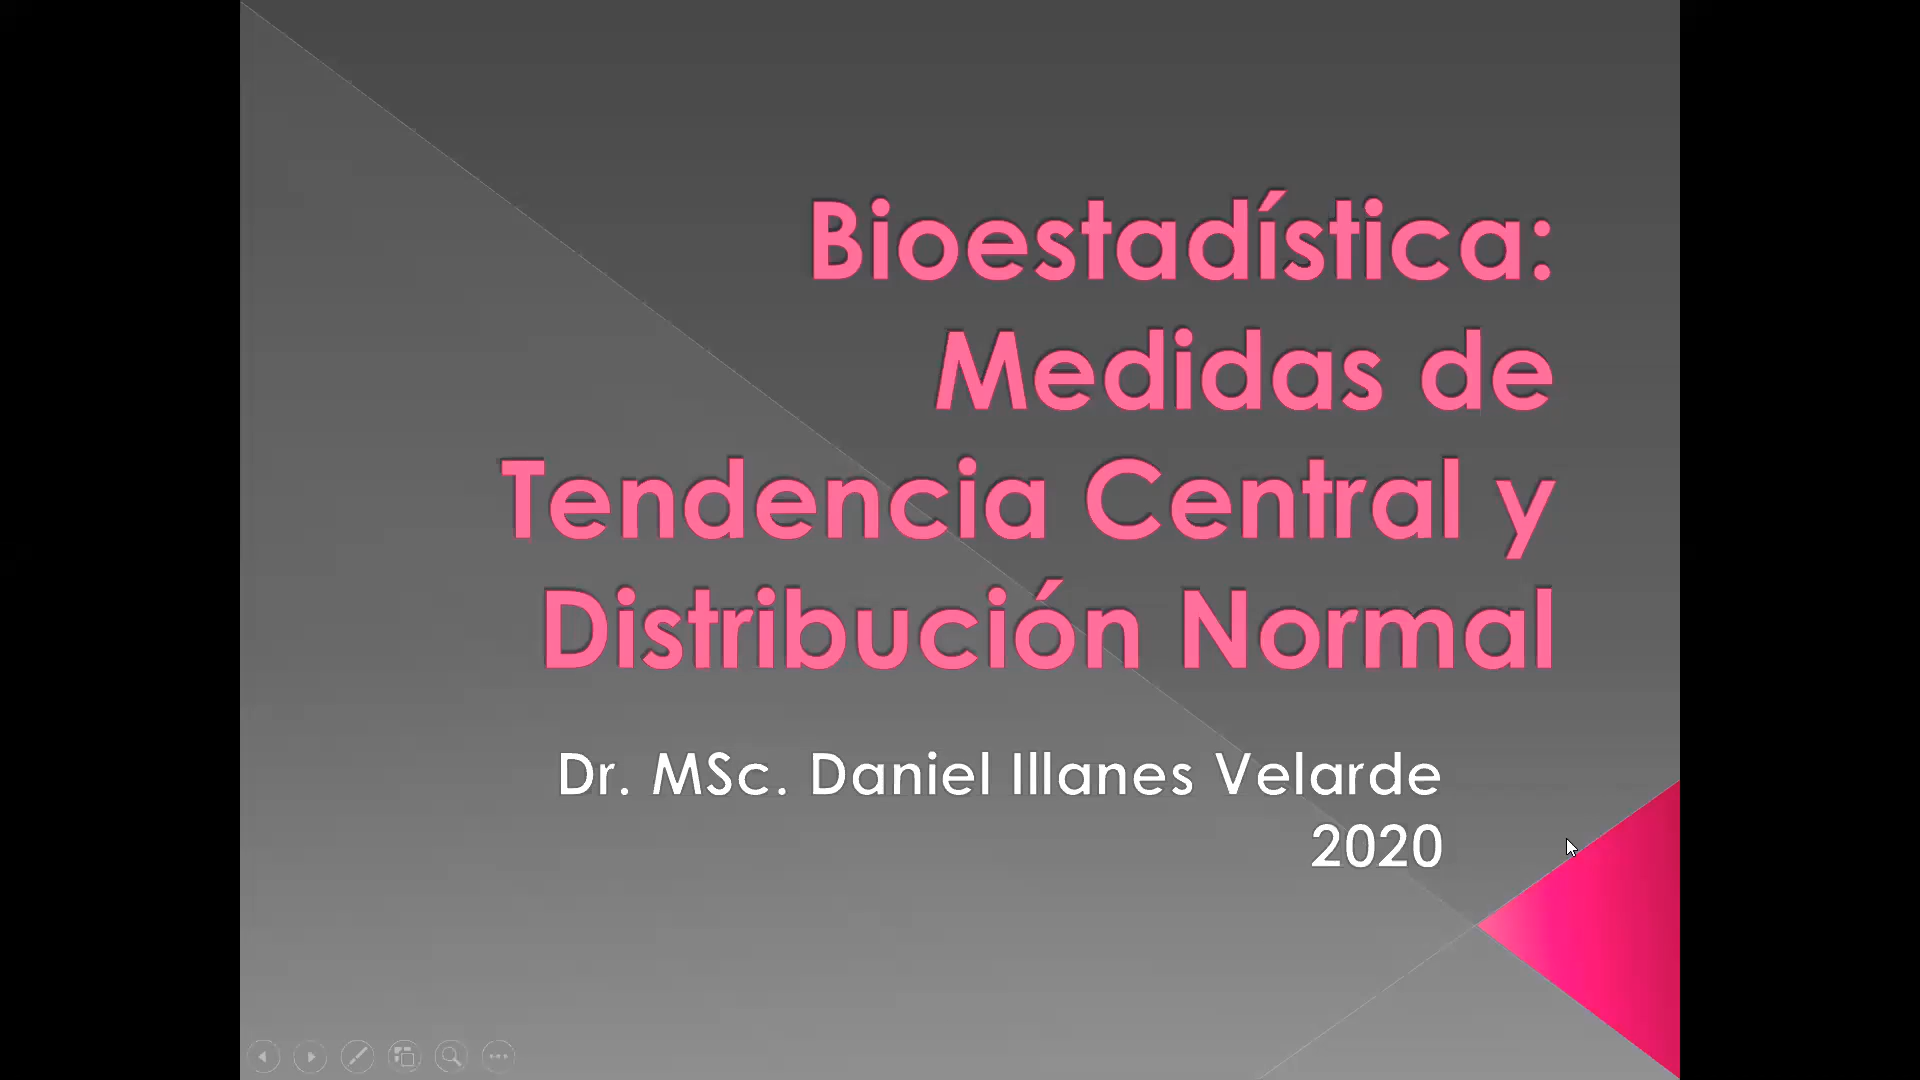 Bioestadística:
Medidas de
Tendencia Central y
Distribución Normal
Dr. MSc. Daniel Illanes Velarde
2020